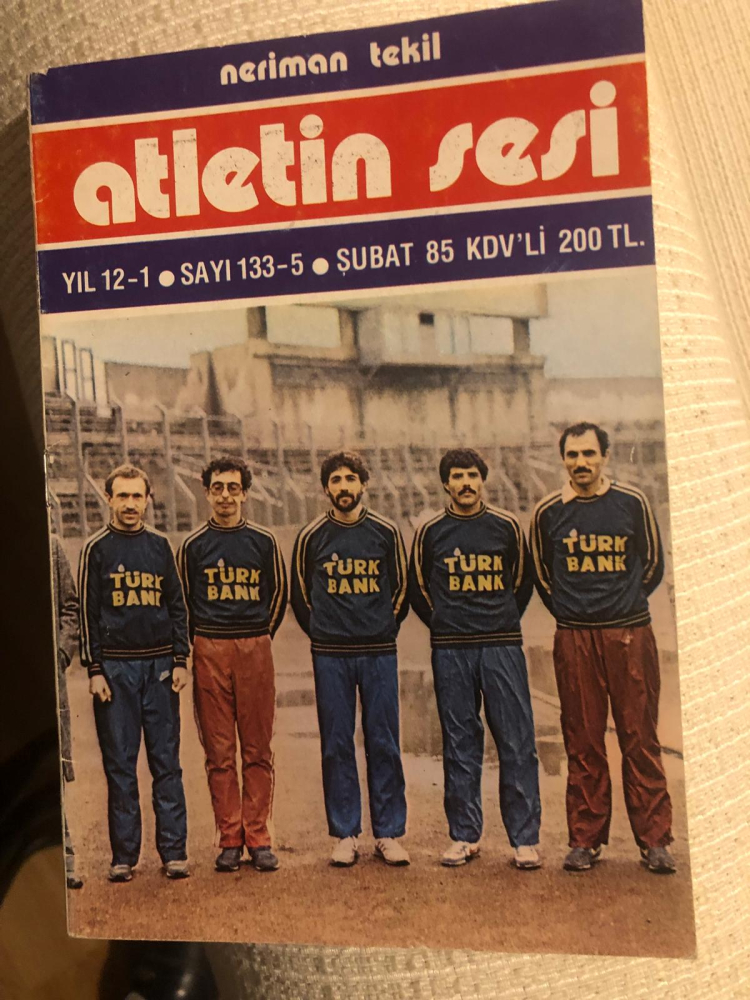 neriman tekil
atletin sesi
YIL 12-1 ● SAYI 133-5 ● ŞUBAT 85 KDV'Lİ 200 TL.
TÜRK
BANK
TÜRK
BANK
TÜRK
BANK
TÜRK
BANK
TÜRK
BANK